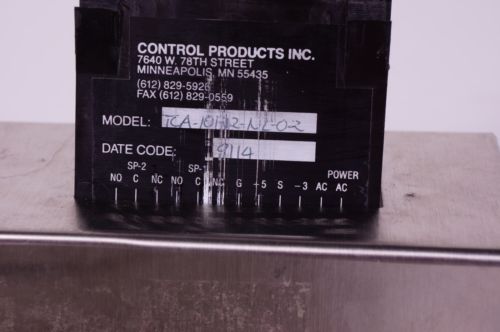 CONTROL PRODUCTS INC.
7640 W. 78TH STREET
MINNEAPOLIS, MN 55435
(612) 829-5926
FAX (612) 829-0559
MODEL:
DATE CODE: 9114
SP-2 SP-1 POWER
NO C NC NO C NC G -5 S -3 AC AC